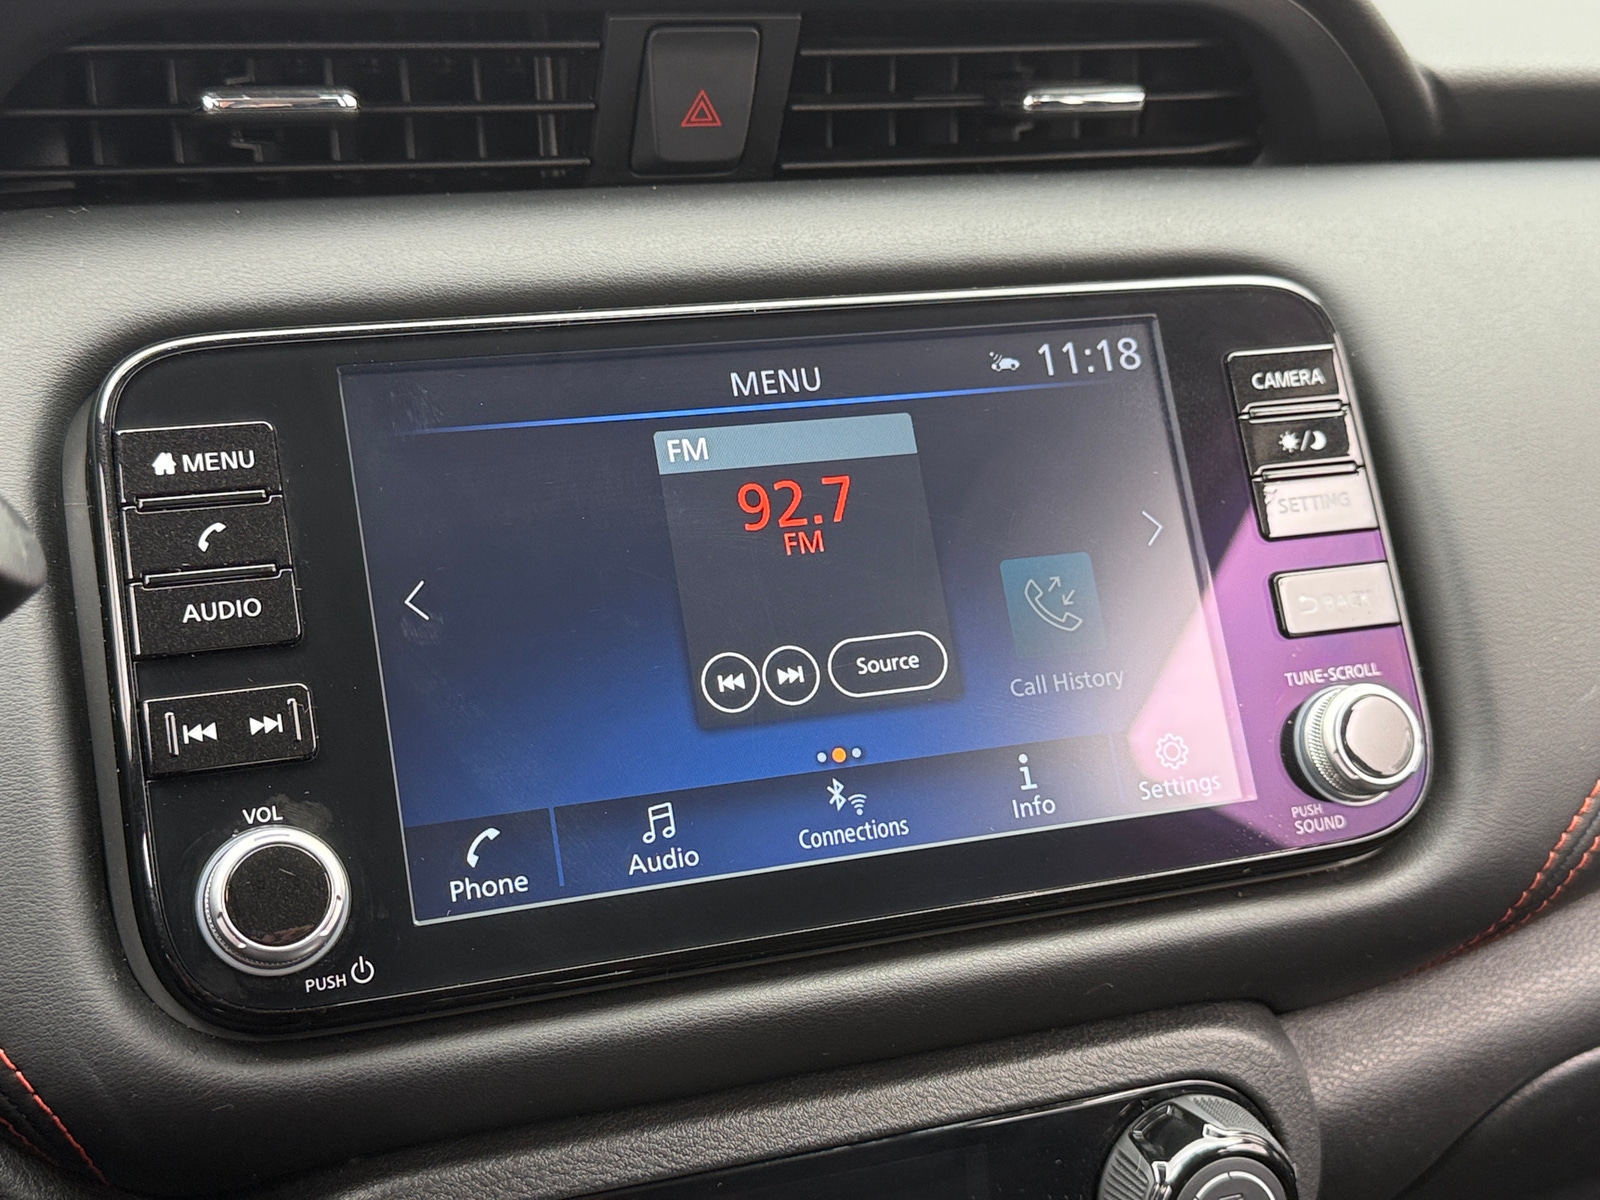 MENU
11:18
CAMERA
FM
MENU
92.7
SETTING
FM
AUDIO
BACK
Source
Call History
TUNE-SCROLL
VOL
Phone
Audio
Connections
Info
Settings
PUSH
SOUND
PUSH